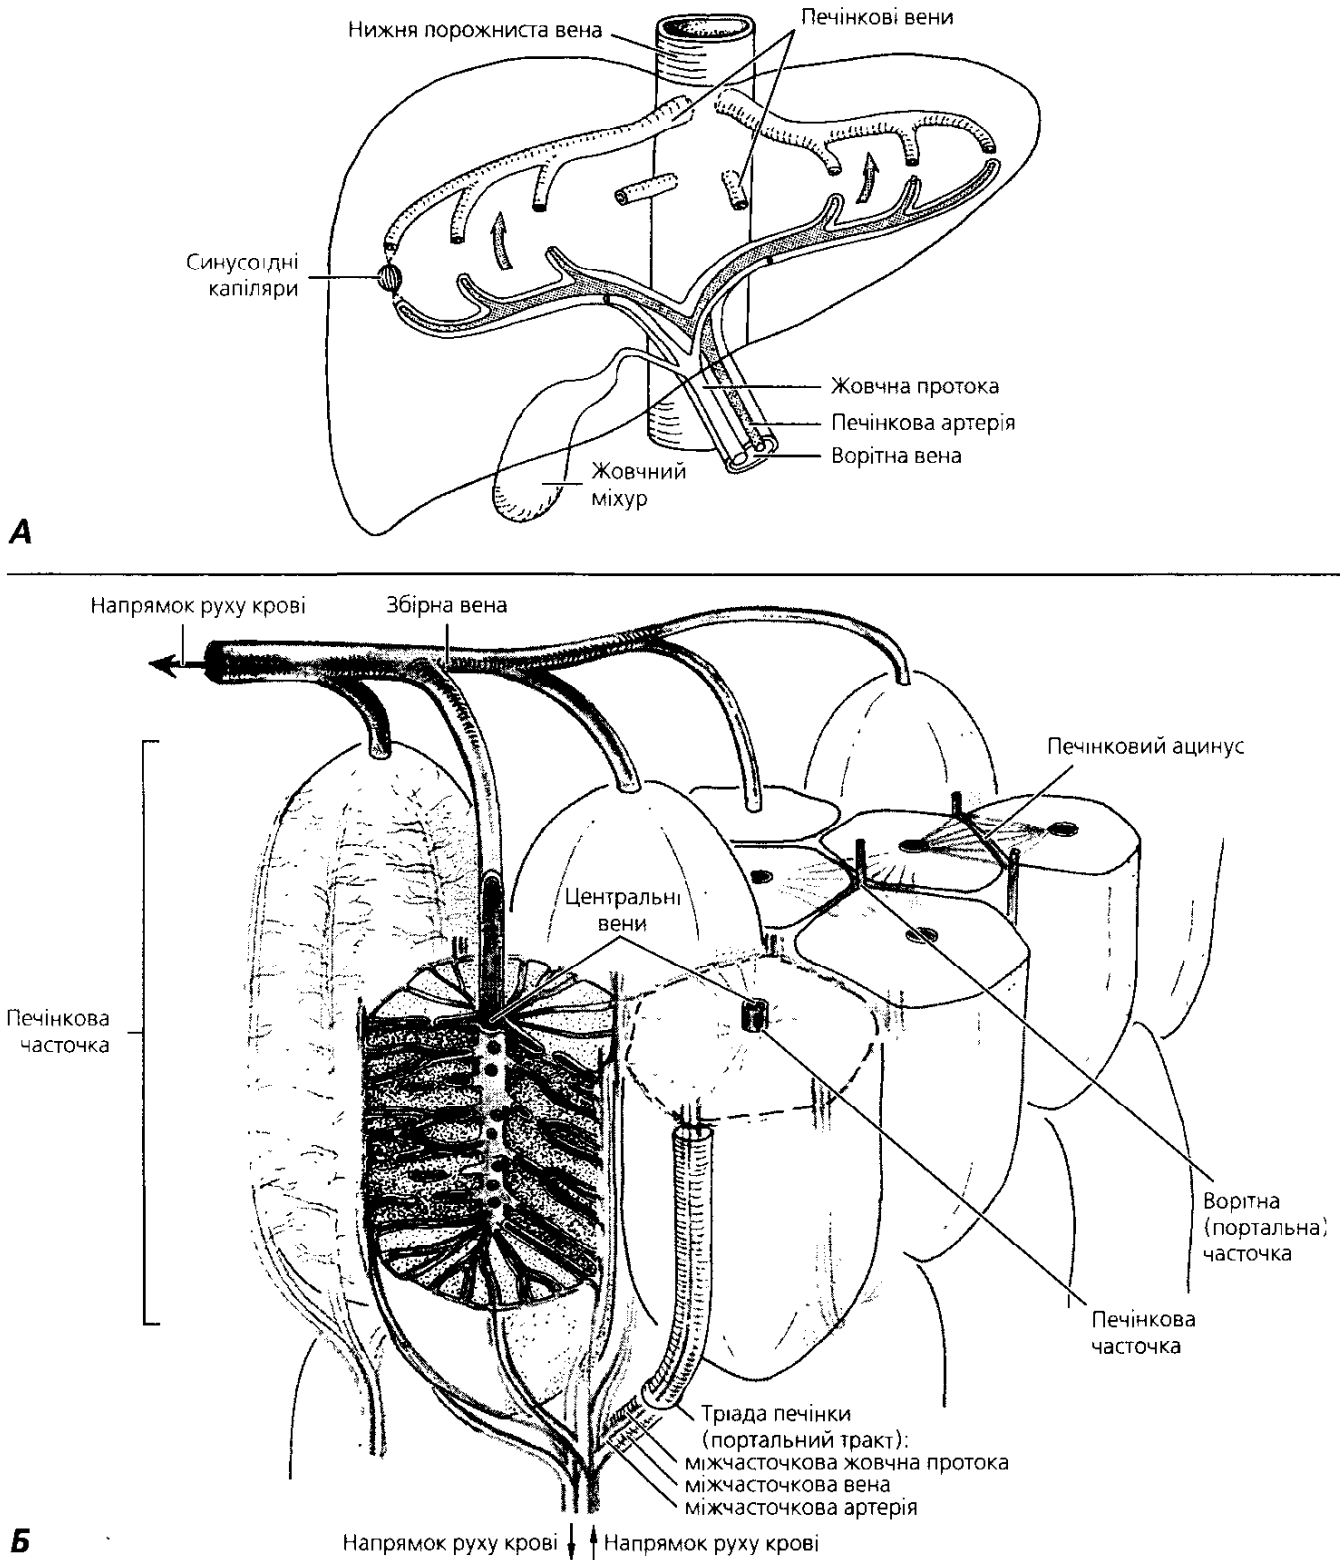 Нижня порожниста вена
Печінкові вени
Синусоїдні
капіляри
Жовчна протока
Печінкова артерія
Ворітна вена
Жовчний
міхур
А
Напрямок руху крові
Збірна вена
Печінковий ацинус
Центральні
вени
Печінкова
часточка
Ворітна
(портальна)
часточка
Печінкова
часточка
Тріада печінки
(портальний тракт):
міжчасточкова жовчна протока
міжчасточкова вена
міжчасточкова артерія
Б
Напрямок руху крові
Напрямок руху крові